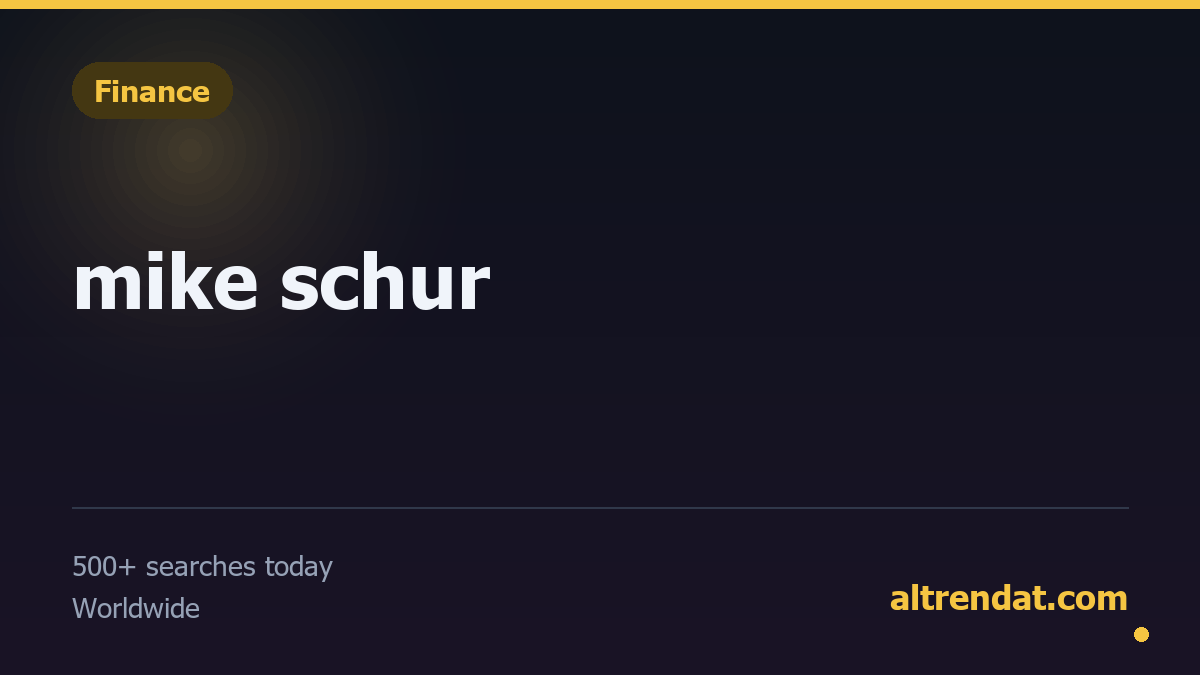 Finance
mike schur
500+ searches today
Worldwide
altrendat.com